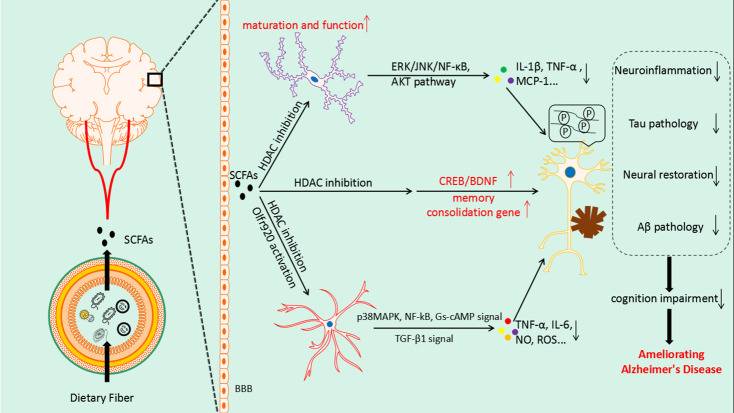 maturation and function↑
ERK/JNK/NF-κB,
AKT pathway
IL-1β, TNF-α ,↓
MCP-1...
HDAC inhibition
P P
P P
SCFAs
HDAC inhibition
CREB/BDNF ↑
memory
consolidation gene↑
HDAC inhibition
Olfr920 activation
p38MAPK, NF-kB, Gs-cAMP signal
TGF-β1 signal
TNF-α, IL-6,
NO, ROS... ↓
BBB
SCFAs
Dietary Fiber
Neuroinflammation↓
Tau pathology ↓
Neural restoration↓
Aβ pathology ↓
cognition impairment↓
Ameliorating
Alzheimer's Disease